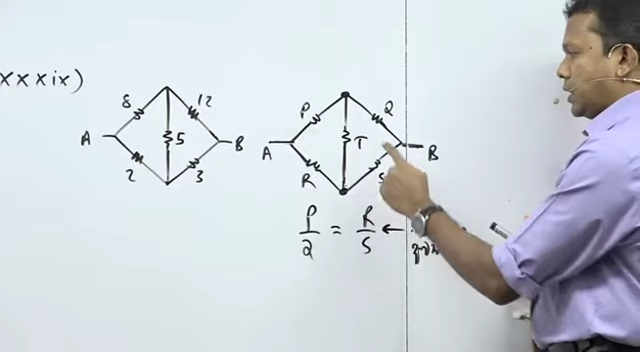 xxxix)
8 12
A 5 B
2 3
P Q
A T B
R S
P/Q = R/S ←